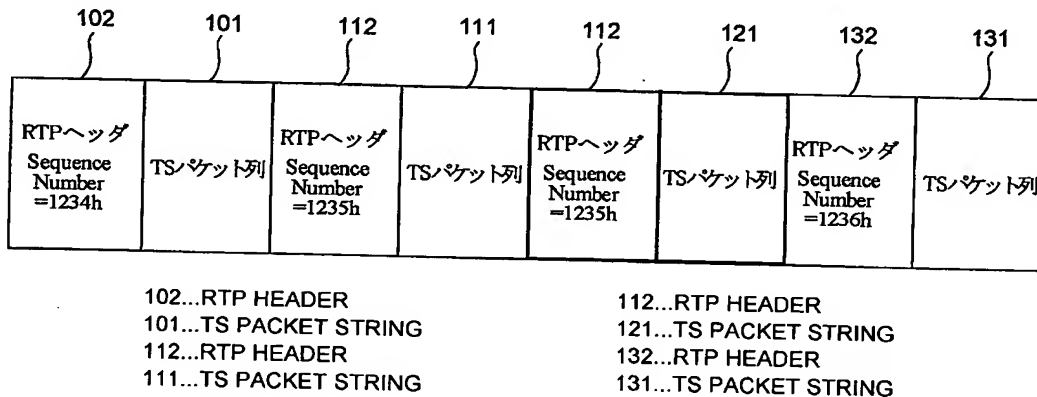 102 101 112 111 112 121 132 131
RTPヘッダ
Sequence
Number
=1234h
TSパケット列
RTPヘッダ
Sequence
Number
=1235h
TSパケット列
RTPヘッダ
Sequence
Number
=1235h
TSパケット列
RTPヘッダ
Sequence
Number
=1236h
TSパケット列
102...RTP HEADER
101...TS PACKET STRING
112...RTP HEADER
111...TS PACKET STRING
112...RTP HEADER
121...TS PACKET STRING
132...RTP HEADER
131...TS PACKET STRING